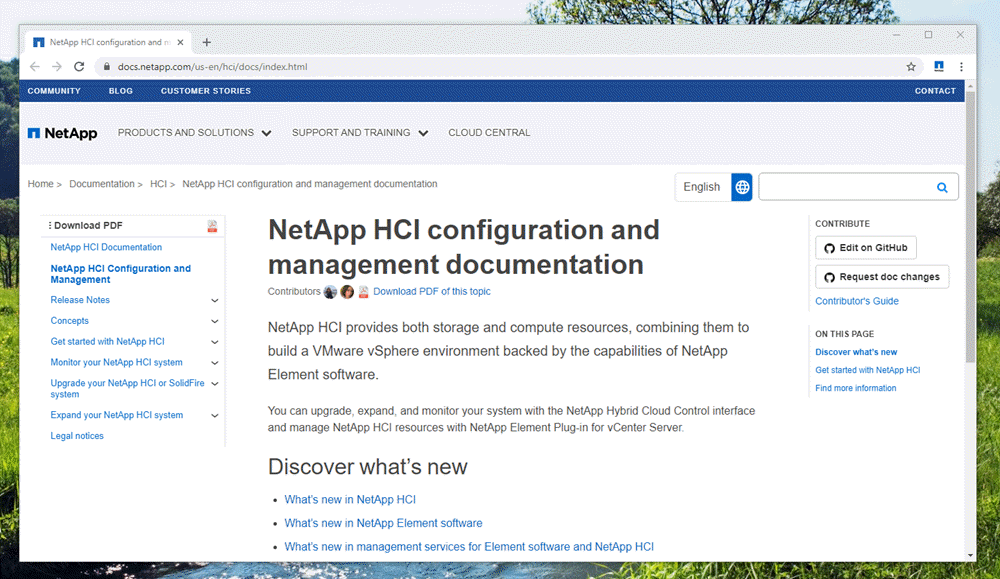 NetApp HCI configuration and m
docs.netapp.com/us-en/hci/docs/index.html
COMMUNITY BLOG CUSTOMER STORIES CONTACT
NetApp PRODUCTS AND SOLUTIONS SUPPORT AND TRAINING CLOUD CENTRAL
Home > Documentation > HCI > NetApp HCI configuration and management documentation
English
Download PDF
NetApp HCI Documentation
NetApp HCI Configuration and
Management
Release Notes
Concepts
Get started with NetApp HCI
Monitor your NetApp HCI system
Upgrade your NetApp HCI or SolidFire
system
Expand your NetApp HCI system
Legal notices
NetApp HCI configuration and
management documentation
Contributors Download PDF of this topic
NetApp HCI provides both storage and compute resources, combining them to
build a VMware vSphere environment backed by the capabilities of NetApp
Element software.
You can upgrade, expand, and monitor your system with the NetApp Hybrid Cloud Control interface
and manage NetApp HCI resources with NetApp Element Plug-in for vCenter Server.
Discover what's new
• What's new in NetApp HCI
• What's new in NetApp Element software
• What's new in management services for Element software and NetApp HCI
CONTRIBUTE
Edit on GitHub
Request doc changes
Contributor's Guide
ON THIS PAGE
Discover what's new
Get started with NetApp HCI
Find more information